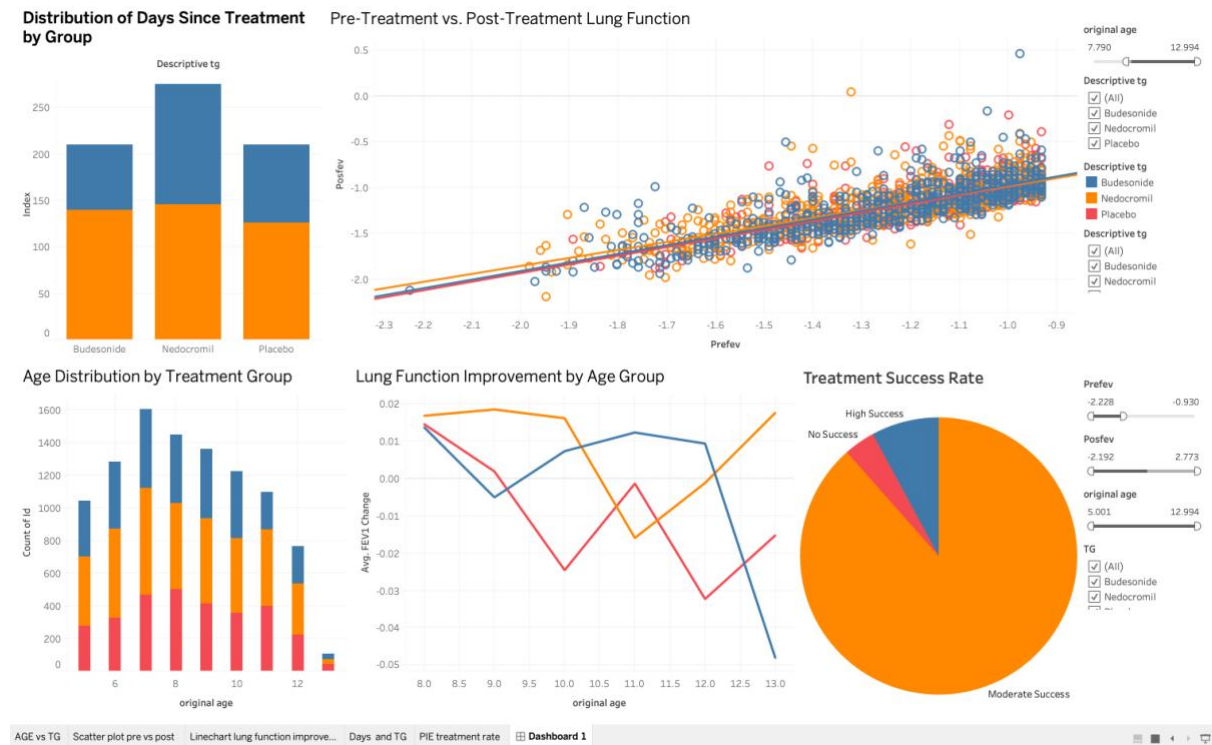 Distribution of Days Since Treatment
by Group
Descriptive tg
Index
250
200
150
100
50
0
Budesonide Nedocromil Placebo
Pre-Treatment vs. Post-Treatment Lung Function
Posfev
0.5
0.0
-0.5
-1.0
-1.5
-2.0
-2.3 -2.2 -2.1 -2.0 -1.9 -1.8 -1.7 -1.6 -1.5 -1.4 -1.3 -1.2 -1.1 -1.0 -0.9
Prefev
original age
7.790 12.994
Descriptive tg
(All)
Budesonide
Nedocromil
Placebo
Descriptive tg
Budesonide
Nedocromil
Placebo
Descriptive tg
(All)
Budesonide
Nedocromil
Age Distribution by Treatment Group
Count of Id
1600
1400
1200
1000
800
600
400
200
0
6 8 10 12
original age
Lung Function Improvement by Age Group
Avg. FEV1 Change
0.02
0.01
0.00
-0.01
-0.02
-0.03
-0.04
-0.05
8.0 8.5 9.0 9.5 10.0 10.5 11.0 11.5 12.0 12.5 13.0
original age
Treatment Success Rate
High Success
No Success
Moderate Success
Prefev
-2.228 -0.930
Posfev
-2.192 2.773
original age
5.001 12.994
TG
(All)
Budesonide
Nedocromil
AGE vs TG Scatter plot pre vs post Linechart lung function improve... Days and TG PIE treatment rate Dashboard 1